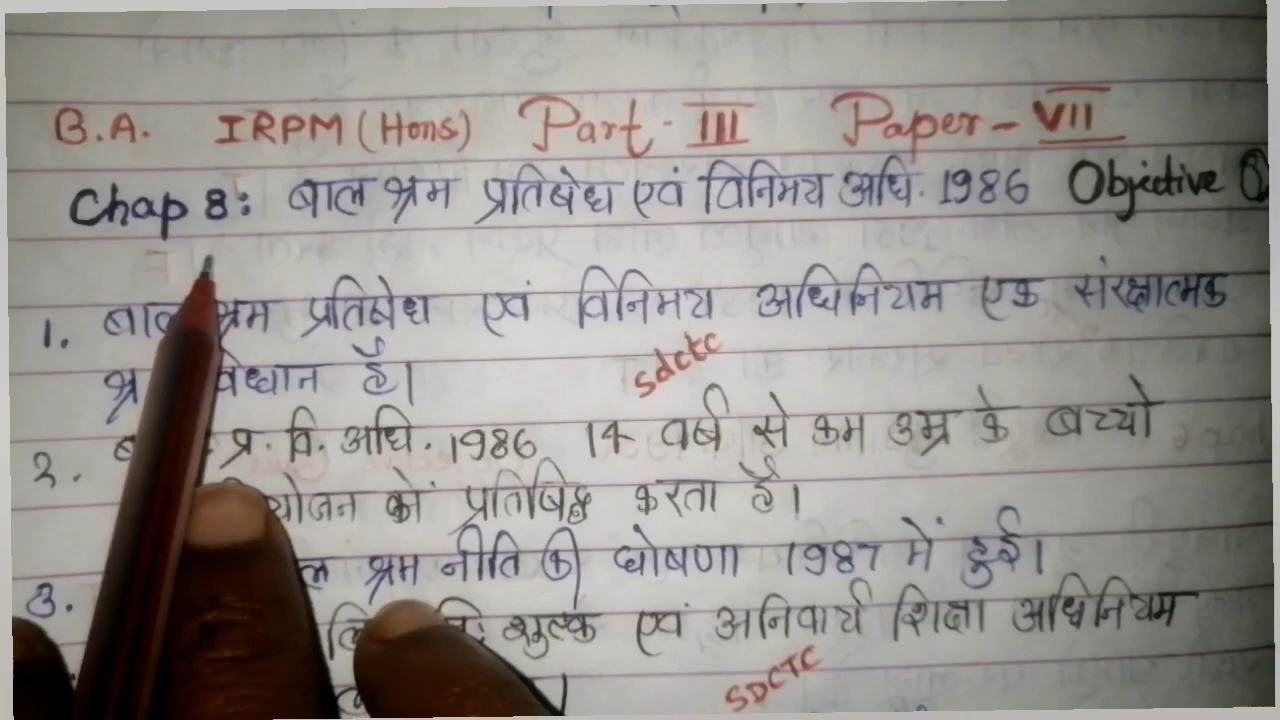 B.A. IRPM (Hons) Part - III Paper - VII
Chap 8: बाल श्रम प्रतिषेध एवं विनिमय अधि. 1986 Objective
1. बाल श्रम प्रतिषेध एवं विनिमय अधिनियम एक संरक्षात्मक
विधान है।
sdctc
2. प्र. वि. अधि. 1986 14 वर्ष से कम उम्र के बच्चो
योजन को प्रतिषिद्ध करता है।
3. श्रम नीति की घोषणा 1987 में हुई।
शुल्क एवं अनिवार्य शिक्षा अधिनियम
SDCTC